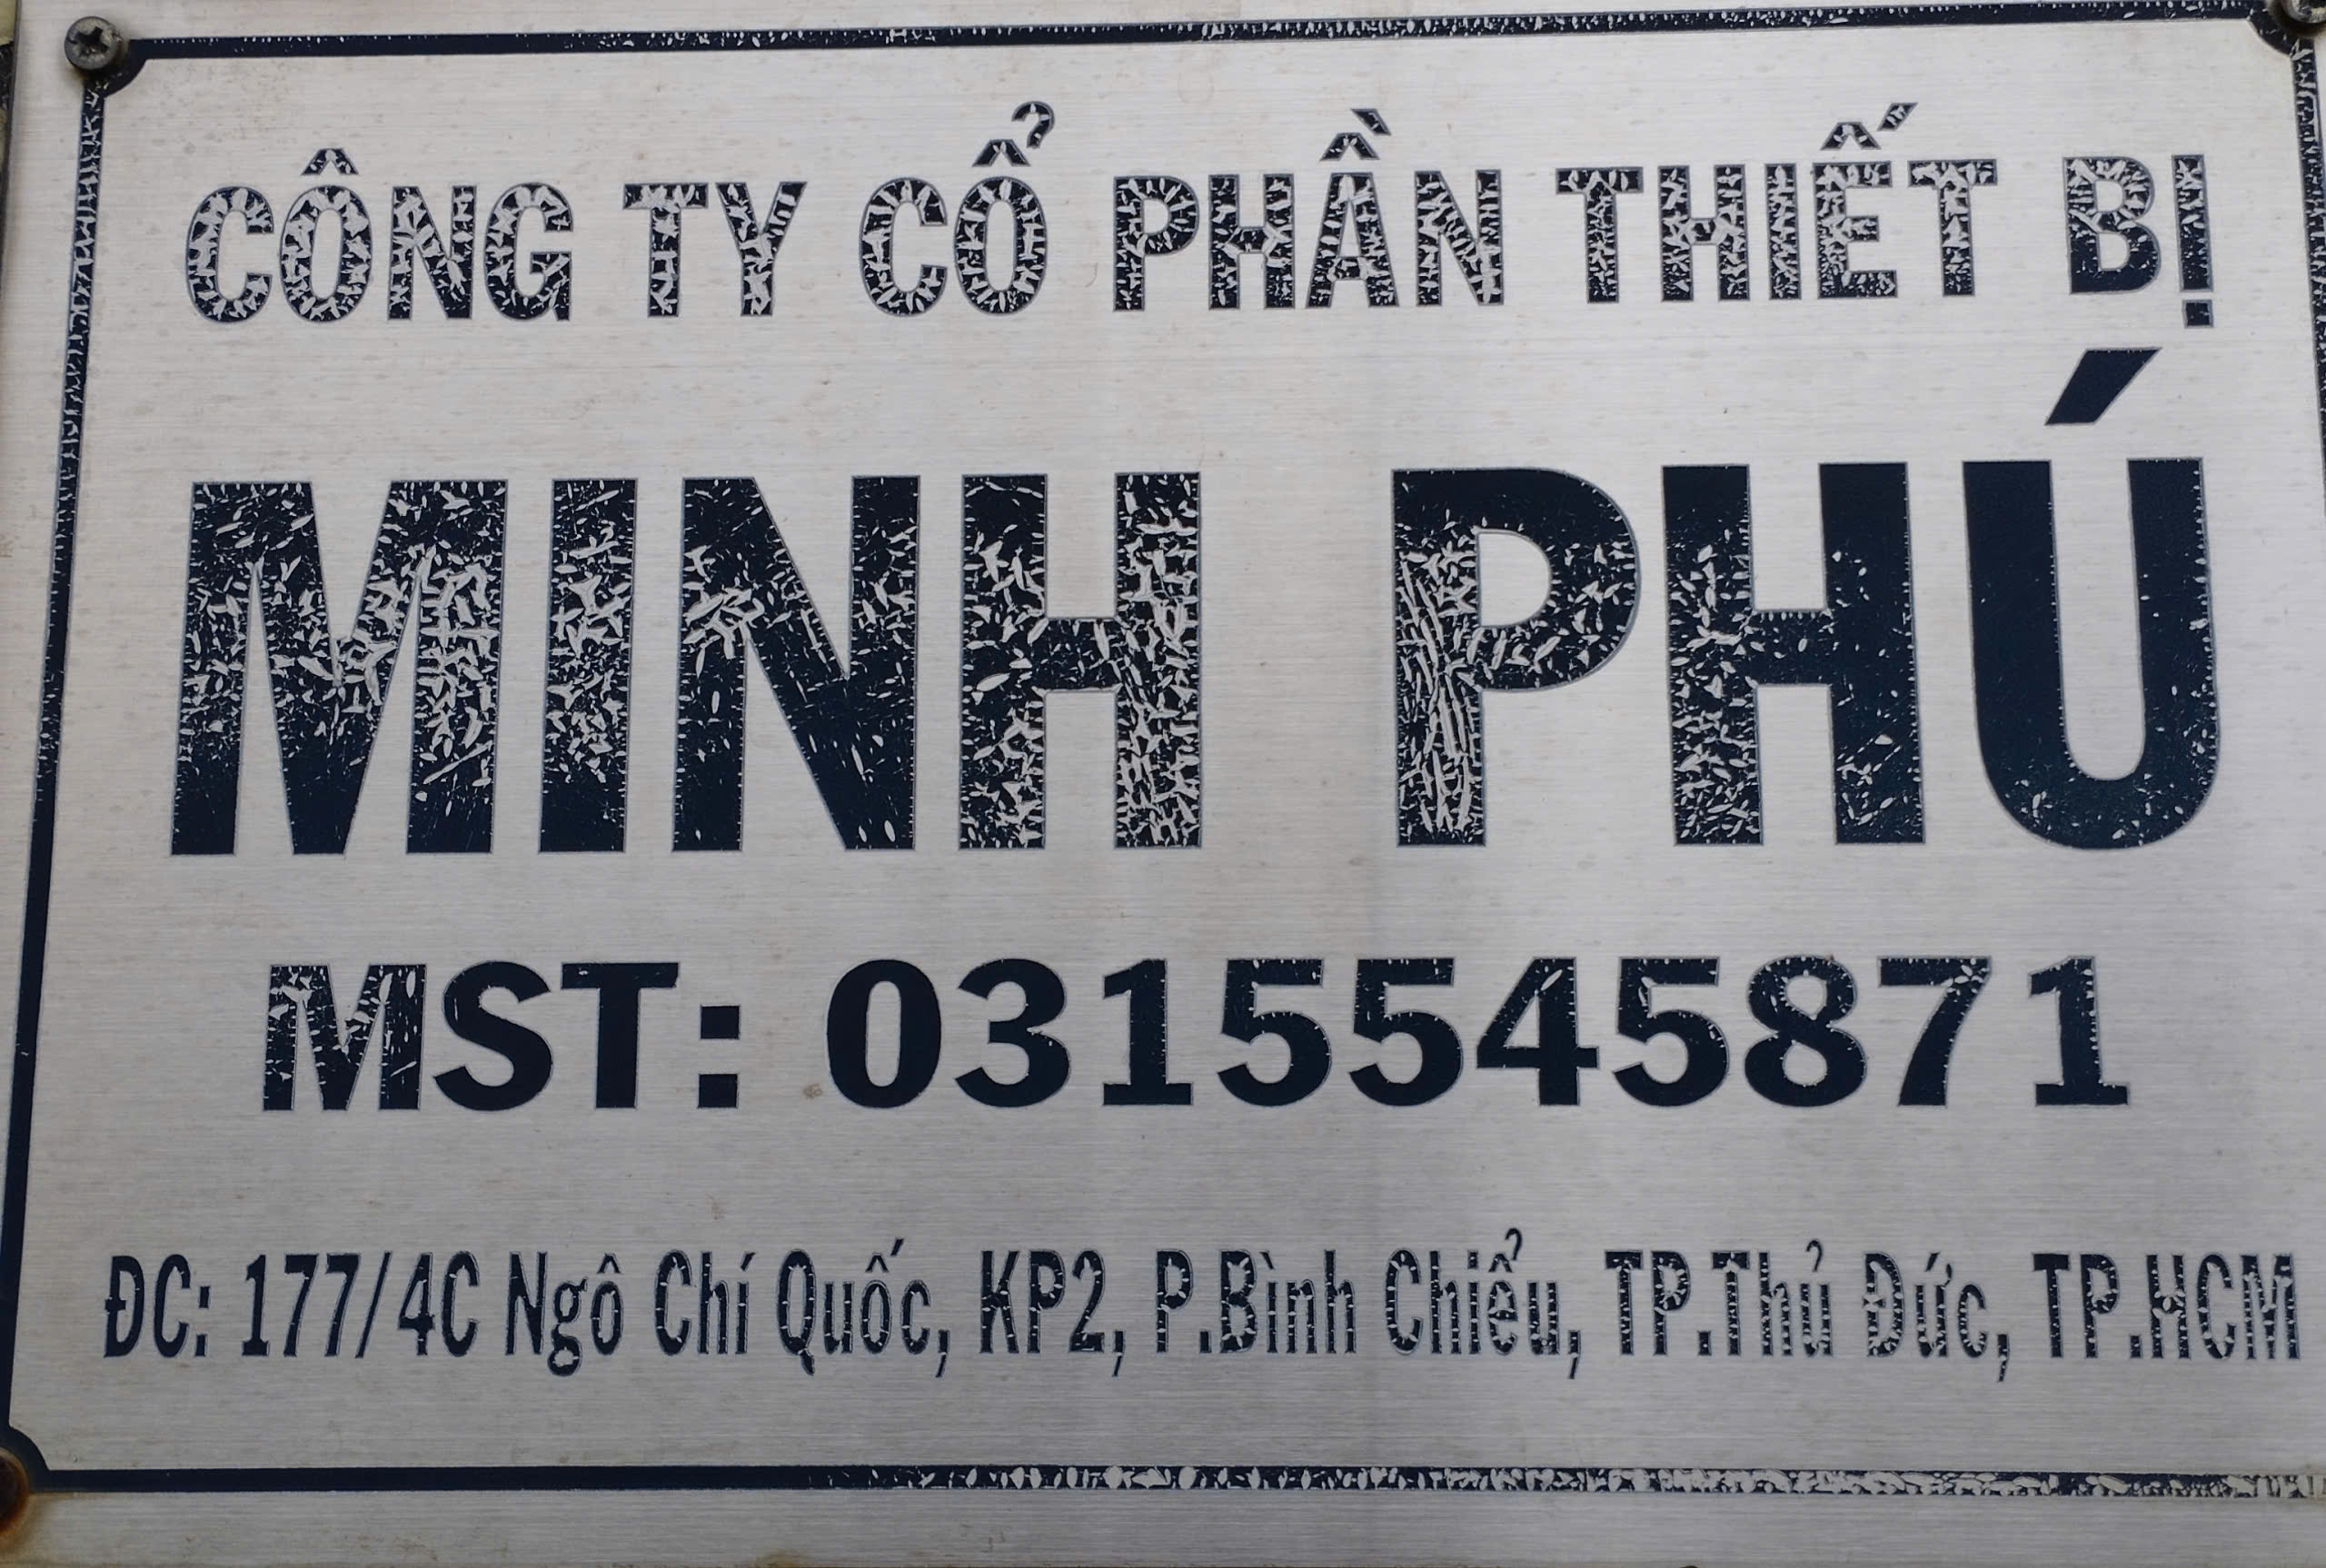 CÔNG TY CỔ PHẦN THIẾT BỊ
MINH PHÚ
MST: 0315545871
ĐC: 177/4C Ngô Chí Quốc, KP2, P.Bình Chiểu, TP.Thủ Đức, TP.HCM